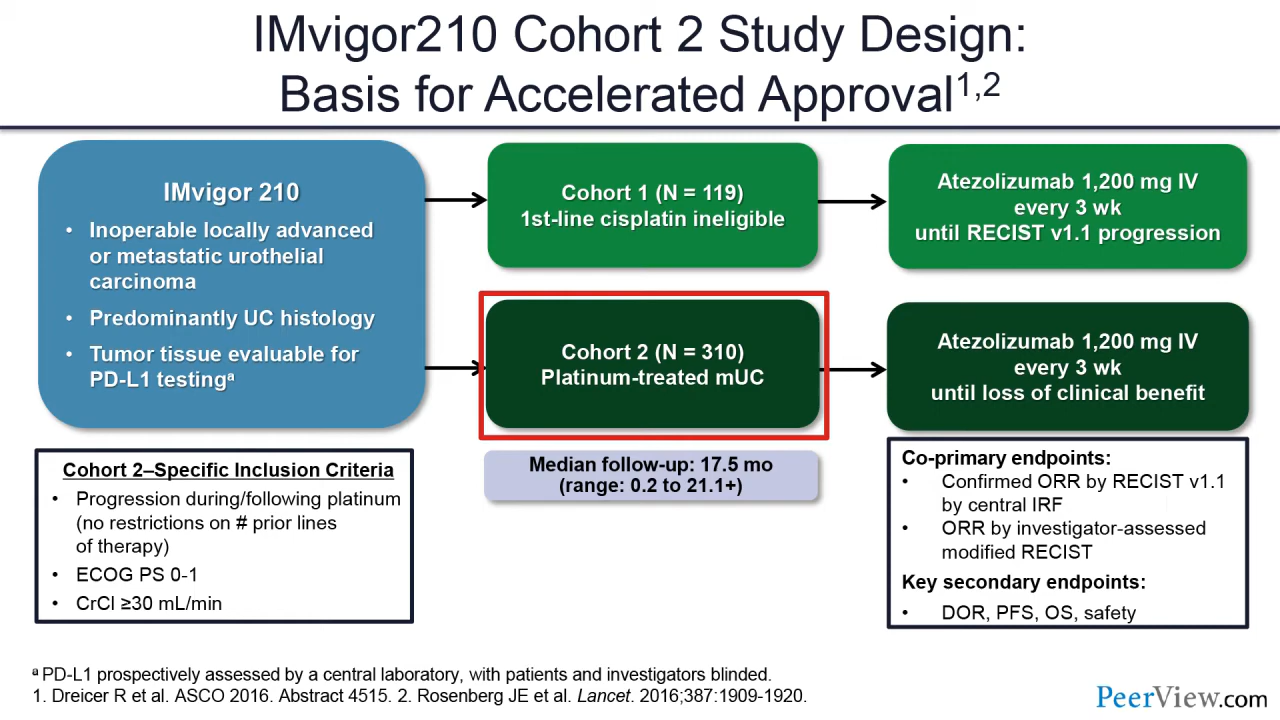 IMvigor210 Cohort 2 Study Design:
Basis for Accelerated Approval1,2
IMvigor 210
• Inoperable locally advanced
or metastatic urothelial
carcinoma
• Predominantly UC histology
• Tumor tissue evaluable for
PD-L1 testingª
Cohort 1 (N = 119)
1st-line cisplatin ineligible
Atezolizumab 1,200 mg IV
every 3 wk
until RECIST v1.1 progression
Cohort 2 (N = 310)
Platinum-treated mUC
Atezolizumab 1,200 mg IV
every 3 wk
until loss of clinical benefit
Cohort 2–Specific Inclusion Criteria
• Progression during/following platinum
(no restrictions on # prior lines
of therapy)
• ECOG PS 0-1
• CrCl ≥30 mL/min
Median follow-up: 17.5 mo
(range: 0.2 to 21.1+)
Co-primary endpoints:
• Confirmed ORR by RECIST v1.1
by central IRF
• ORR by investigator-assessed
modified RECIST
Key secondary endpoints:
• DOR, PFS, OS, safety
ª PD-L1 prospectively assessed by a central laboratory, with patients and investigators blinded.
1. Dreicer R et al. ASCO 2016. Abstract 4515. 2. Rosenberg JE et al. Lancet. 2016;387:1909-1920.
PeerView.com